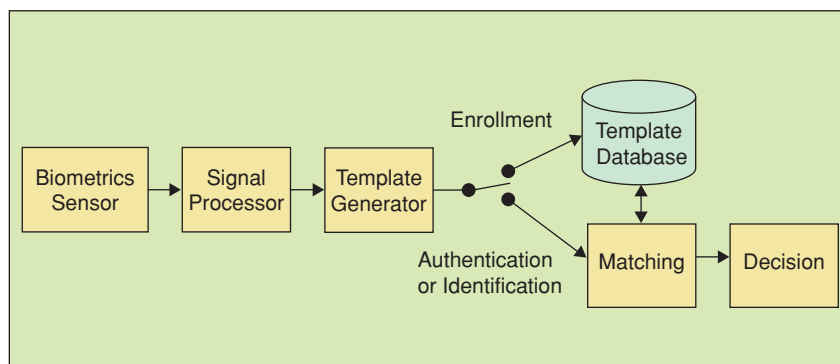 Enrollment
Template
Database
Biometrics
Sensor
Signal
Processor
Template
Generator
Authentication
or Identification
Matching
Decision